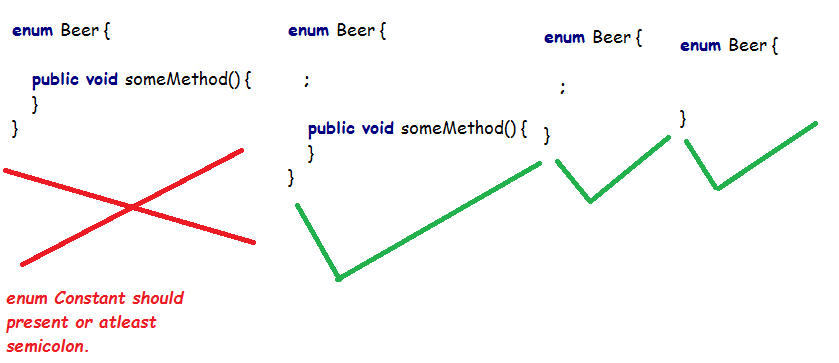 enum Beer {
public void someMethod() {
}
}
enum Constant should
present or atleast
semicolon.
enum Beer {
;
public void someMethod() {
}
}
enum Beer {
;
}
enum Beer {
}